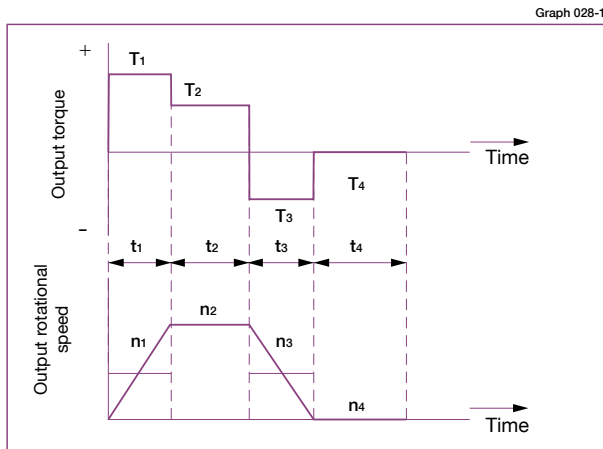 Graph 028-1
+
T1
T2
Output torque
Time
T4
T3
–
t1 t2 t3 t4
n2
Output rotational
speed
n1 n3
n4
Time